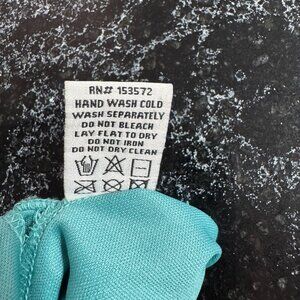 RN# 153572
HAND WASH COLD
WASH SEPARATELY
DO NOT BLEACH
LAY FLAT TO DRY
DO NOT IRON
DO NOT DRY CLEAN